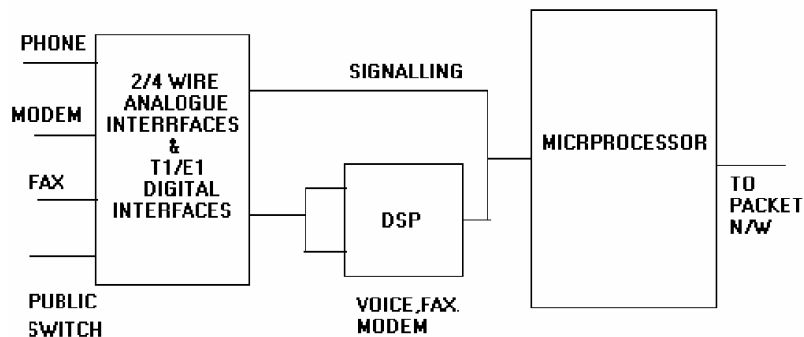 PHONE
MODEM
FAX
PUBLIC
SWITCH
2/4 WIRE
ANALOGUE
INTERRFACES
&
T1/E1
DIGITAL
INTERFACES
SIGNALLING
DSP
VOICE,FAX.
MODEM
MICRPROCESSOR
TO
PACKET
N/W